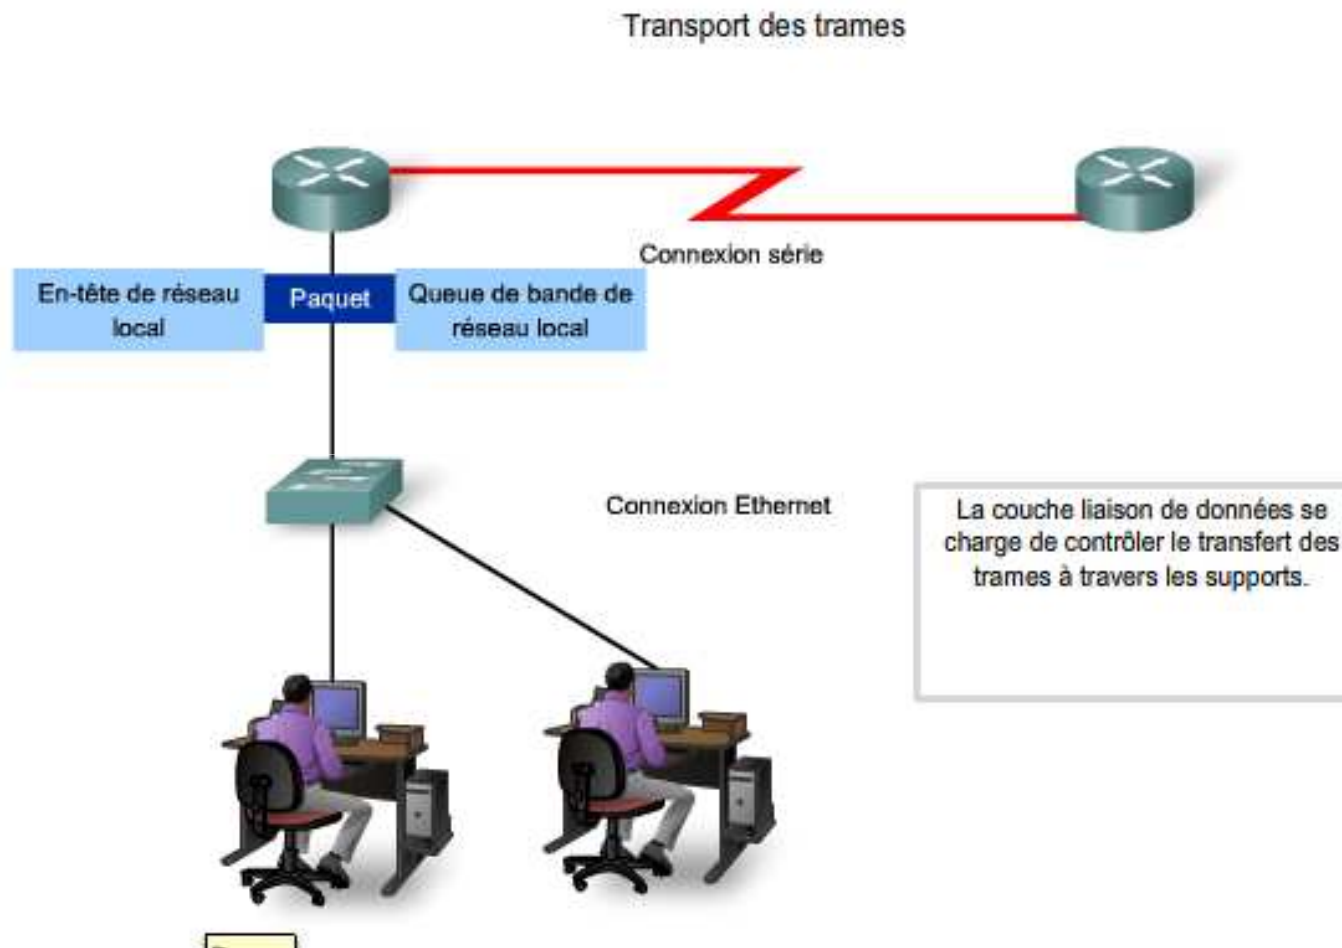 Transport des trames
Connexion série
En-tête de réseau
local
Paquet
Queue de bande de
réseau local
Connexion Ethernet
La couche liaison de données se
charge de contrôler le transfert des
trames à travers les supports.